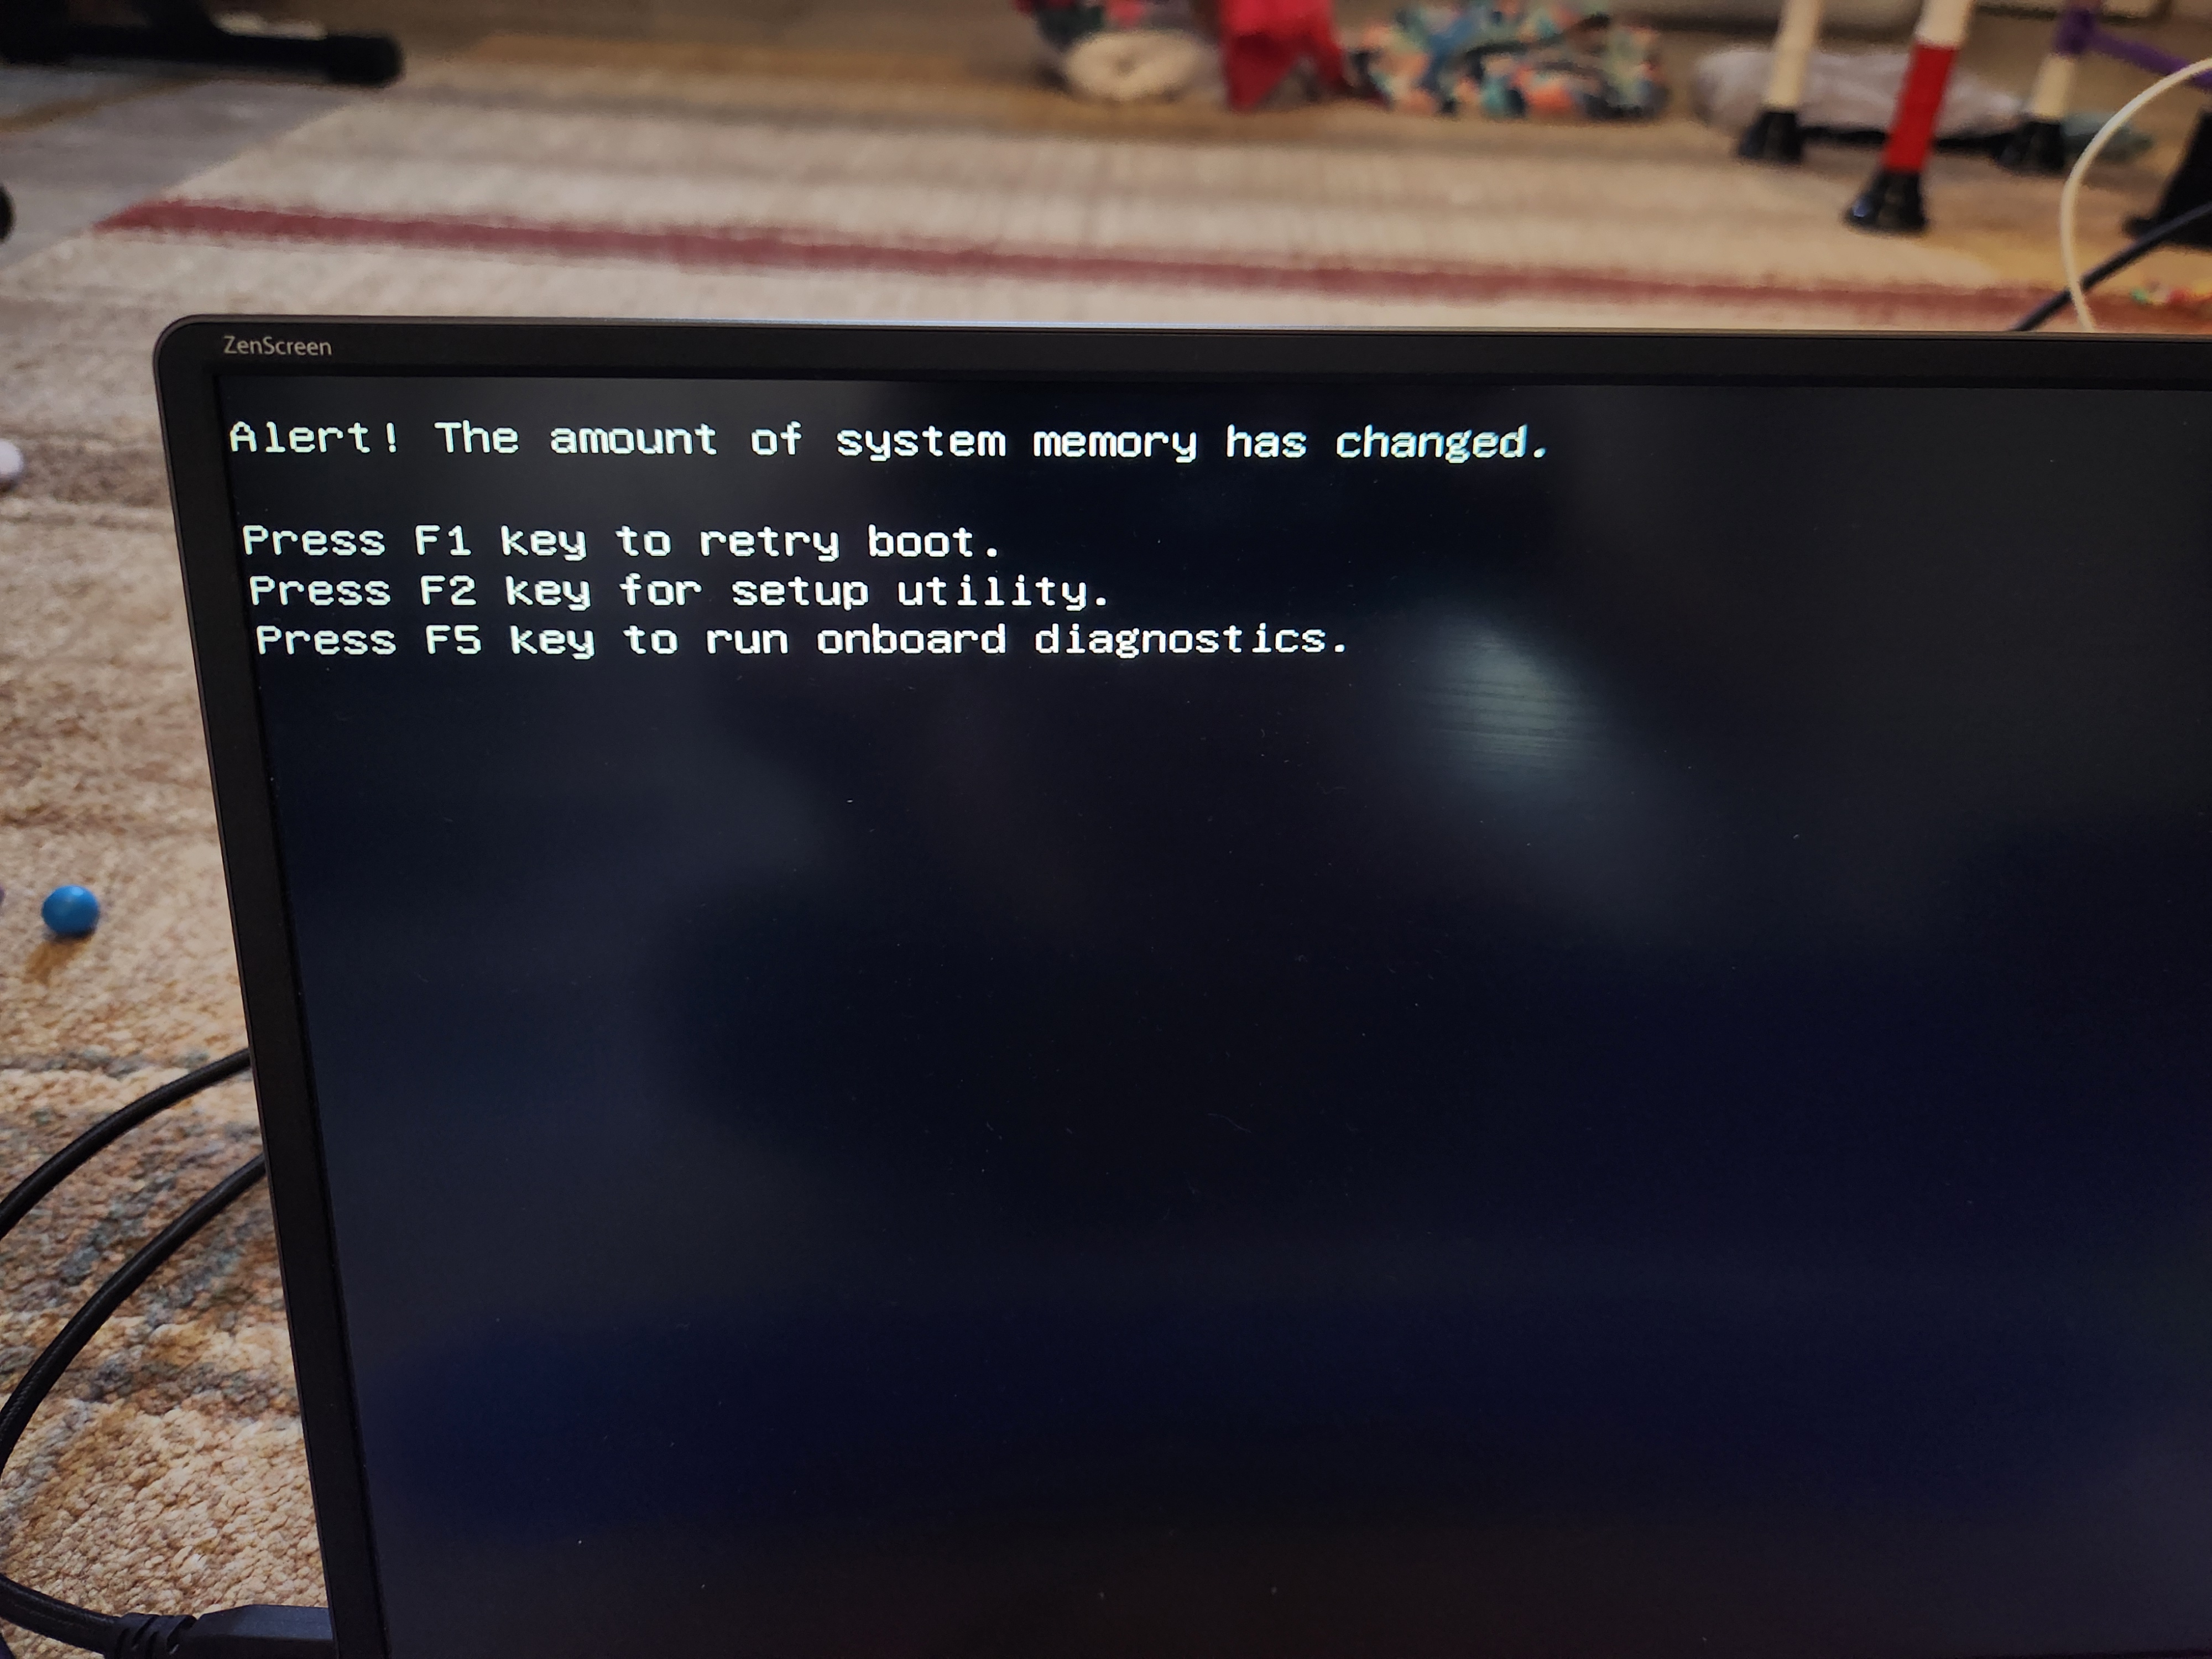 ZenScreen
Alert! The amount of system memory has changed.
Press F1 key to retry boot.
Press F2 key for setup utility.
Press F5 key to run onboard diagnostics.